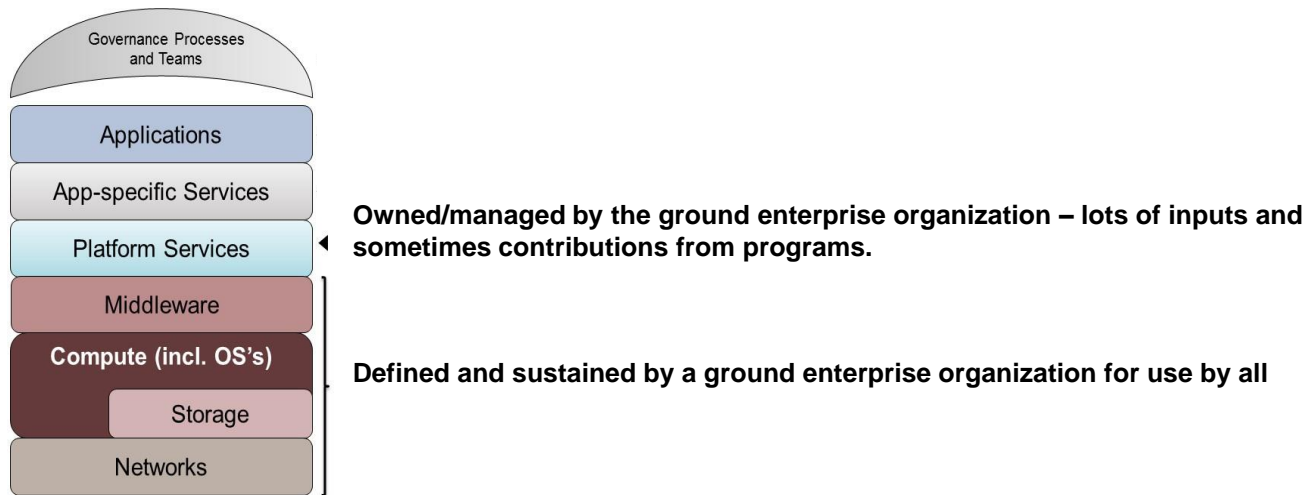 Governance Processes
and Teams
Applications
App-specific Services
Platform Services
Owned/managed by the ground enterprise organization – lots of inputs and
sometimes contributions from programs.
Middleware
Compute (incl. OS's)
Storage
Networks
Defined and sustained by a ground enterprise organization for use by all